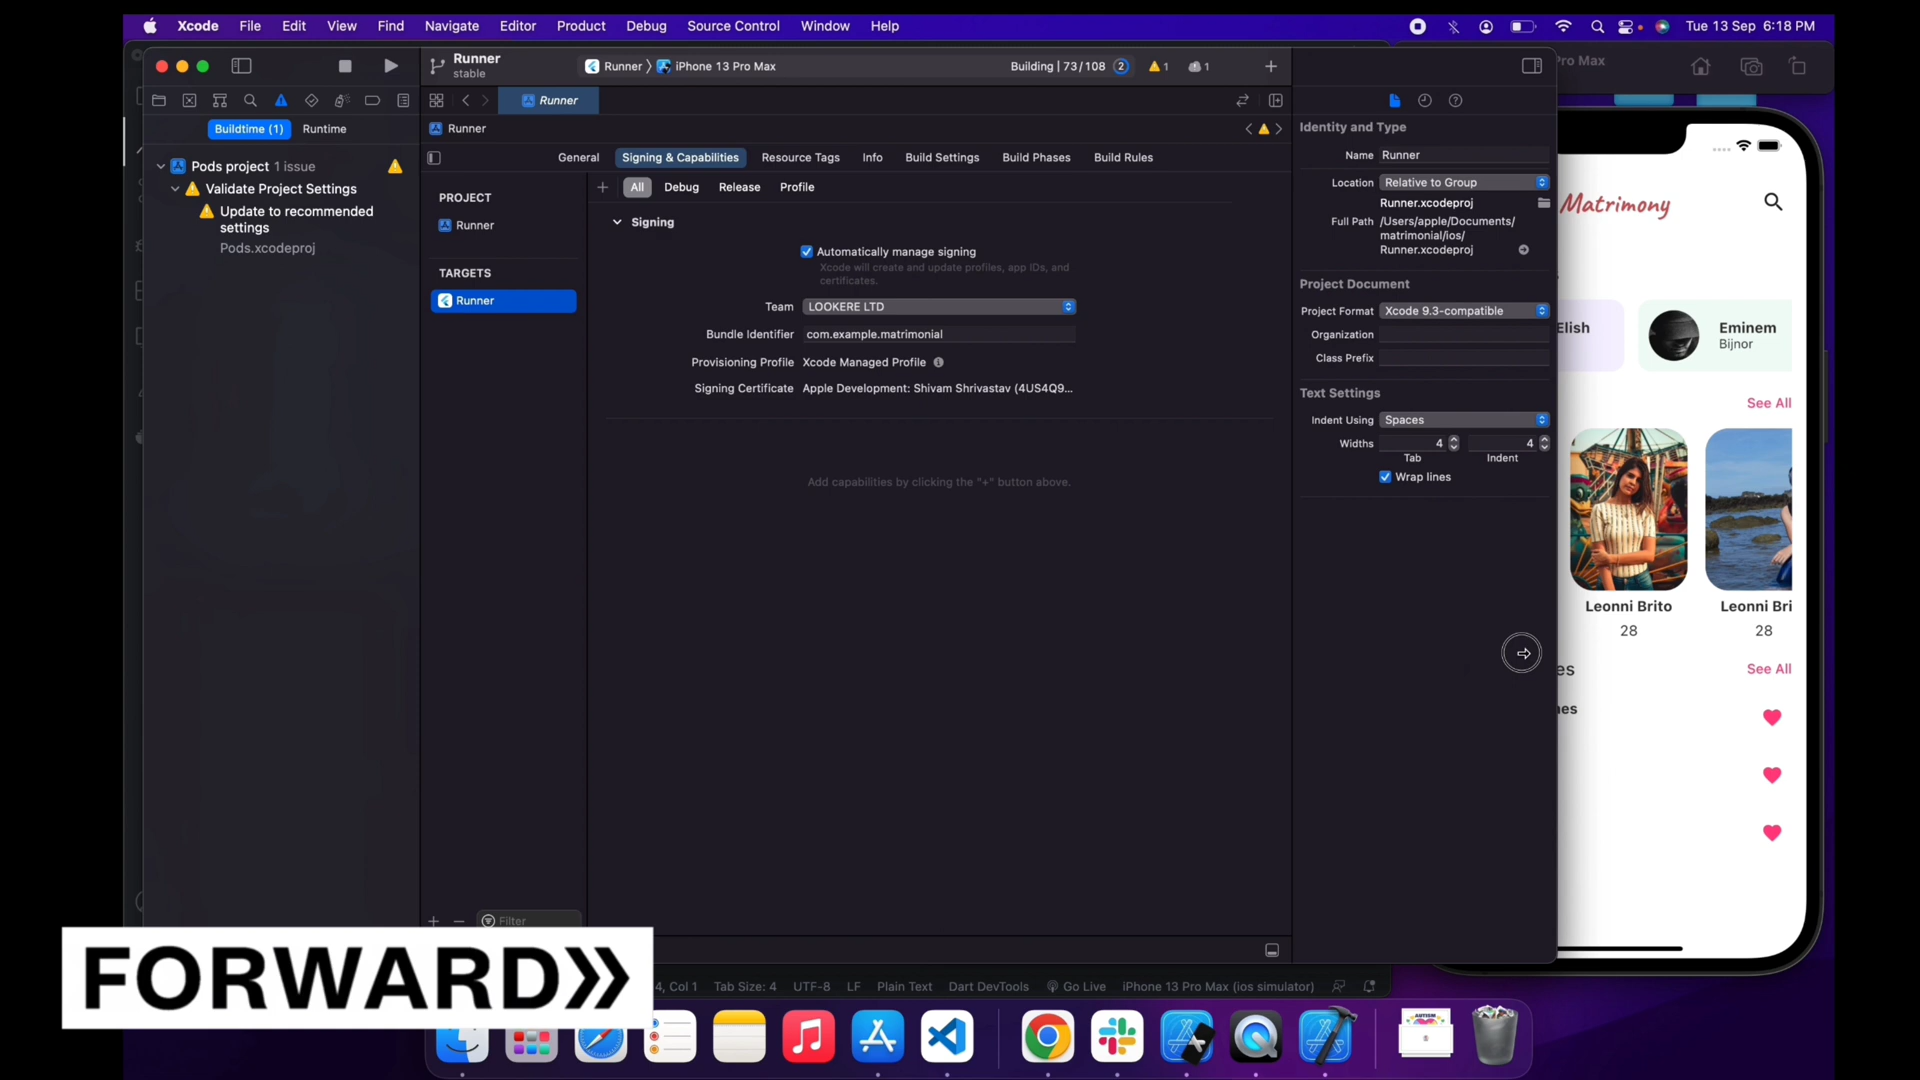 Xcode File Edit View Find Navigate Editor Product Debug Source Control Window Help
Tue 13 Sep 6:18 PM
Runner
stable
Runner 〉 iPhone 13 Pro Max
Building | 73/108 2
1
1
Pro Max
Runner
Buildtime (1) Runtime
Runner
Pods project 1 issue
Validate Project Settings
Update to recommended
settings
Pods.xcodeproj
General Signing & Capabilities Resource Tags Info Build Settings Build Phases Build Rules
PROJECT
Runner
TARGETS
Runner
All Debug Release Profile
Signing
Automatically manage signing
Xcode will create and update profiles, app IDs, and
certificates.
Team LOOKERE LTD
Bundle Identifier com.example.matrimonial
Provisioning Profile Xcode Managed Profile
Signing Certificate Apple Development: Shivam Shrivastav (4US4Q9...
Add capabilities by clicking the "+" button above.
Filter
Identity and Type
Name Runner
Location Relative to Group
Runner.xcodeproj
Full Path /Users/apple/Documents/
matrimonial/ios/
Runner.xcodeproj
Project Document
Project Format Xcode 9.3-compatible
Organization
Class Prefix
Text Settings
Indent Using Spaces
Widths 4 4
Tab Indent
Wrap lines
Matrimony
Elish
Eminem
Bijnor
See All
Leonni Brito
28
Leonni Bri
28
es
See All
nes
FORWARD»
4, Col 1 Tab Size: 4 UTF-8 LF Plain Text Dart DevTools Go Live iPhone 13 Pro Max (ios simulator)
AUTISM